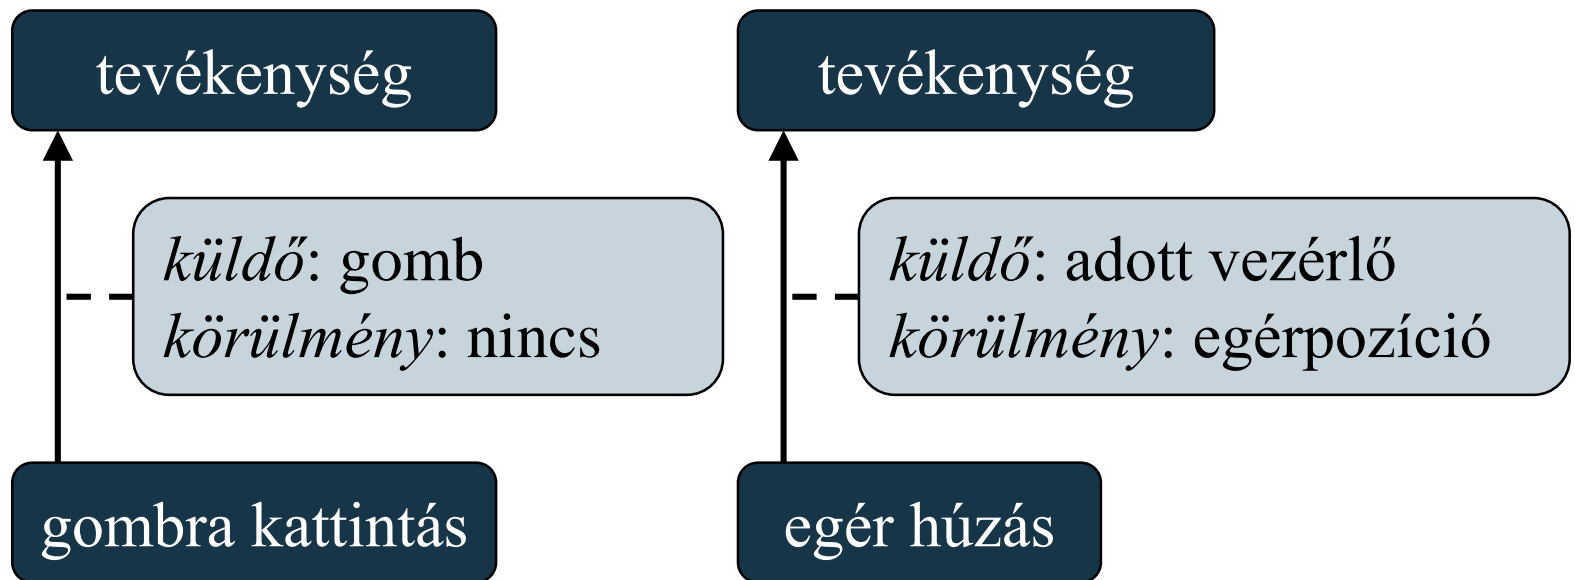 tevékenység
küldő: gomb
körülmény: nincs
gombra kattintás
tevékenység
küldő: adott vezérlő
körülmény: egérpozíció
egér húzás